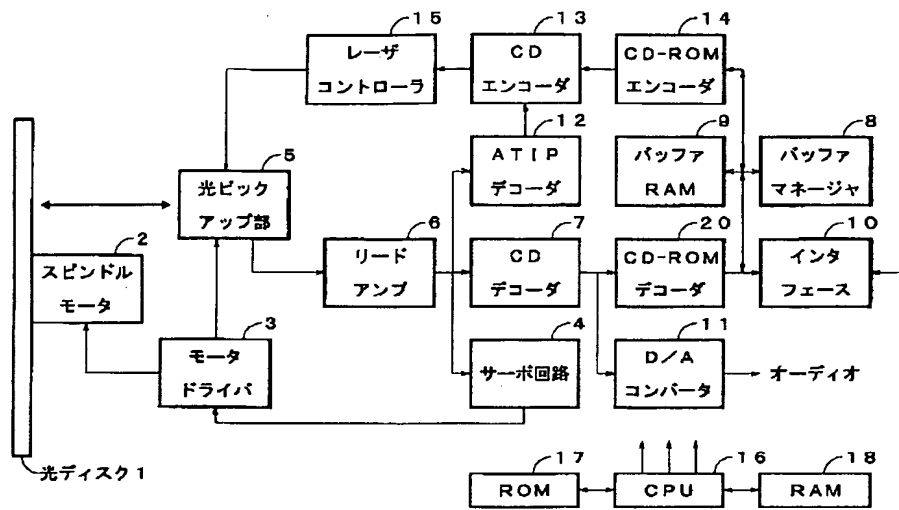 15
レーザ
コントローラ
13
CD
エンコーダ
14
CD-ROM
エンコーダ
12
ATIP
デコーダ
9
バッファ
RAM
8
バッファ
マネージャ
5
光ピック
アップ部
2
スピンドル
モータ
6
リード
アンプ
7
CD
デコーダ
20
CD-ROM
デコーダ
10
インタ
フェース
3
モータ
ドライバ
4
サーボ回路
11
D/A
コンバータ
オーディオ
光ディスク1
17
ROM
16
CPU
18
RAM